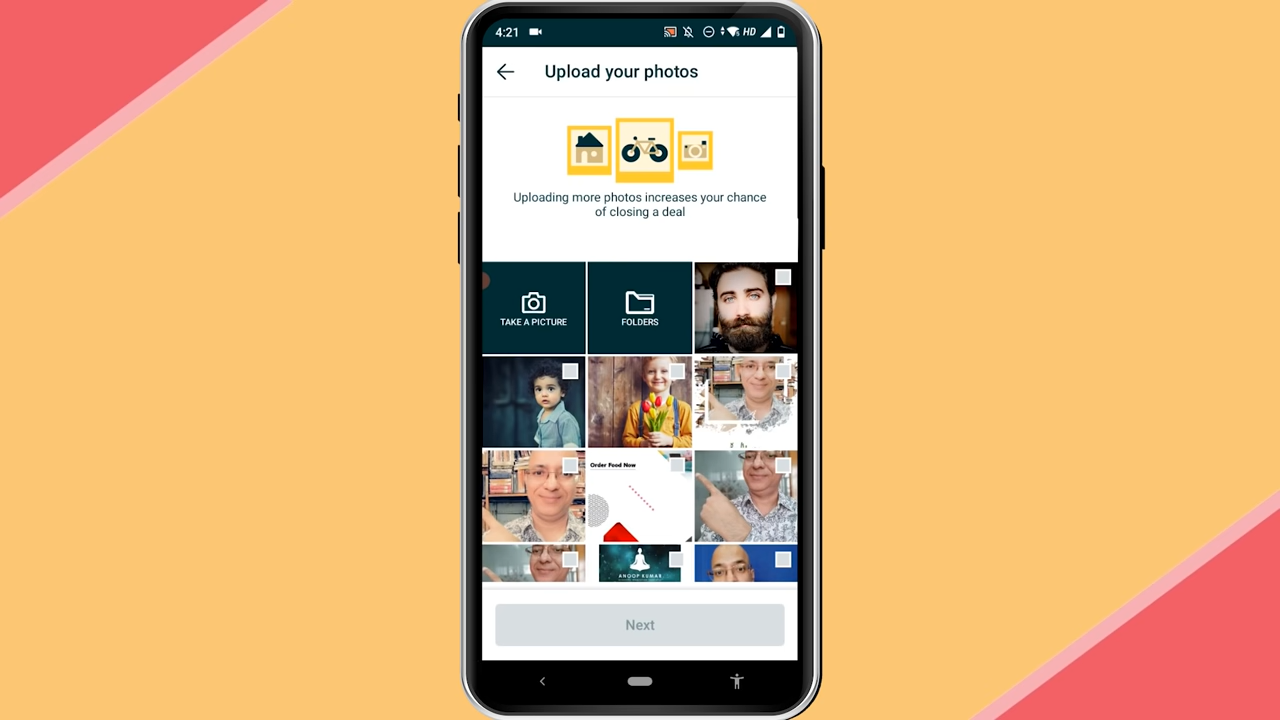 4:21
HD
Upload your photos
Uploading more photos increases your chance
of closing a deal
TAKE A PICTURE
FOLDERS
Order Food Now
ANOOP KUMAR
Next